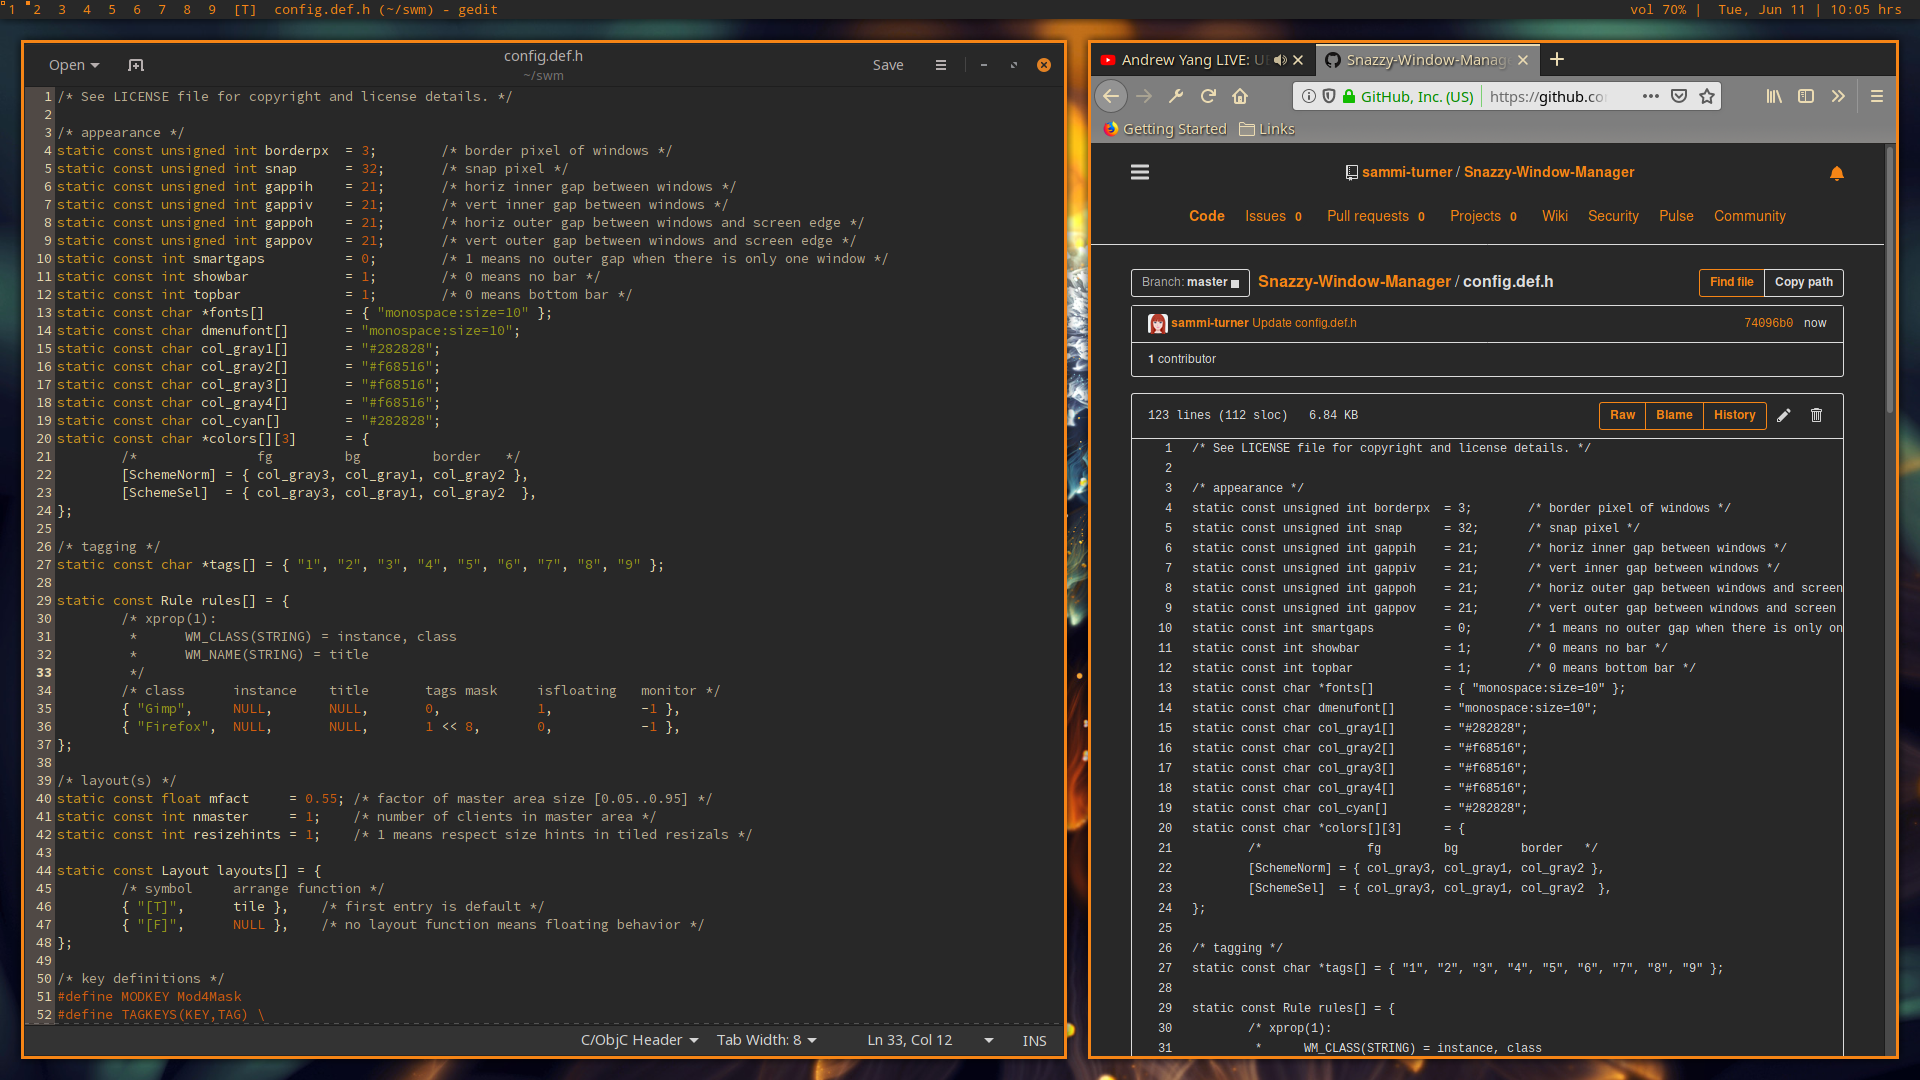 1 2 3 4 5 6 7 8 9 [T] config.def.h (~/swm) - gedit
vol 70% | Tue, Jun 11 | 10:05 hrs
Open
config.def.h
~/swm
Save
1 /* See LICENSE file for copyright and license details. */
2
3 /* appearance */
4 static const unsigned int borderpx  = 3;        /* border pixel of windows */
5 static const unsigned int snap      = 32;       /* snap pixel */
6 static const unsigned int gappih    = 21;       /* horiz inner gap between windows */
7 static const unsigned int gappiv    = 21;       /* vert inner gap between windows */
8 static const unsigned int gappoh    = 21;       /* horiz outer gap between windows and screen edge */
9 static const unsigned int gappov    = 21;       /* vert outer gap between windows and screen edge */
10 static const int smartgaps          = 0;        /* 1 means no outer gap when there is only one window */
11 static const int showbar            = 1;        /* 0 means no bar */
12 static const int topbar             = 1;        /* 0 means bottom bar */
13 static const char *fonts[]          = { "monospace:size=10" };
14 static const char dmenufont[]       = "monospace:size=10";
15 static const char col_gray1[]       = "#282828";
16 static const char col_gray2[]       = "#f68516";
17 static const char col_gray3[]       = "#f68516";
18 static const char col_gray4[]       = "#f68516";
19 static const char col_cyan[]        = "#282828";
20 static const char *colors[][3]      = {
21         /*               fg         bg         border   */
22         [SchemeNorm] = { col_gray3, col_gray1, col_gray2 },
23         [SchemeSel]  = { col_gray3, col_gray1, col_gray2  },
24 };
25
26 /* tagging */
27 static const char *tags[] = { "1", "2", "3", "4", "5", "6", "7", "8", "9" };
28
29 static const Rule rules[] = {
30         /* xprop(1):
31          *      WM_CLASS(STRING) = instance, class
32          *      WM_NAME(STRING) = title
33          */
34         /* class      instance    title       tags mask     isfloating   monitor */
35         { "Gimp",     NULL,       NULL,       0,            1,           -1 },
36         { "Firefox",  NULL,       NULL,       1 << 8,       0,           -1 },
37 };
38
39 /* layout(s) */
40 static const float mfact     = 0.55; /* factor of master area size [0.05..0.95] */
41 static const int nmaster     = 1;    /* number of clients in master area */
42 static const int resizehints = 1;    /* 1 means respect size hints in tiled resizals */
43
44 static const Layout layouts[] = {
45         /* symbol     arrange function */
46         { "[T]",      tile },    /* first entry is default */
47         { "[F]",      NULL },    /* no layout function means floating behavior */
48 };
49
50 /* key definitions */
51 #define MODKEY Mod4Mask
52 #define TAGKEYS(KEY,TAG) \
C/ObjC Header Tab Width: 8 Ln 33, Col 12 INS
Andrew Yang LIVE: U Snazzy-Window-Manag
GitHub, Inc. (US) https://github.co
Getting Started Links
sammi-turner / Snazzy-Window-Manager
Code Issues 0 Pull requests 0 Projects 0 Wiki Security Pulse Community
Branch: master Snazzy-Window-Manager / config.def.h Find file Copy path
sammi-turner Update config.def.h 74096b0 now
1 contributor
123 lines (112 sloc) 6.84 KB Raw Blame History
1 /* See LICENSE file for copyright and license details. */
2
3 /* appearance */
4 static const unsigned int borderpx  = 3;        /* border pixel of windows */
5 static const unsigned int snap      = 32;       /* snap pixel */
6 static const unsigned int gappih    = 21;       /* horiz inner gap between windows */
7 static const unsigned int gappiv    = 21;       /* vert inner gap between windows */
8 static const unsigned int gappoh    = 21;       /* horiz outer gap between windows and screen
9 static const unsigned int gappov    = 21;       /* vert outer gap between windows and screen
10 static const int smartgaps          = 0;        /* 1 means no outer gap when there is only on
11 static const int showbar            = 1;        /* 0 means no bar */
12 static const int topbar             = 1;        /* 0 means bottom bar */
13 static const char *fonts[]          = { "monospace:size=10" };
14 static const char dmenufont[]       = "monospace:size=10";
15 static const char col_gray1[]       = "#282828";
16 static const char col_gray2[]       = "#f68516";
17 static const char col_gray3[]       = "#f68516";
18 static const char col_gray4[]       = "#f68516";
19 static const char col_cyan[]        = "#282828";
20 static const char *colors[][3]      = {
21         /*               fg         bg         border   */
22         [SchemeNorm] = { col_gray3, col_gray1, col_gray2 },
23         [SchemeSel]  = { col_gray3, col_gray1, col_gray2  },
24 };
25
26 /* tagging */
27 static const char *tags[] = { "1", "2", "3", "4", "5", "6", "7", "8", "9" };
28
29 static const Rule rules[] = {
30         /* xprop(1):
31          *      WM_CLASS(STRING) = instance, class